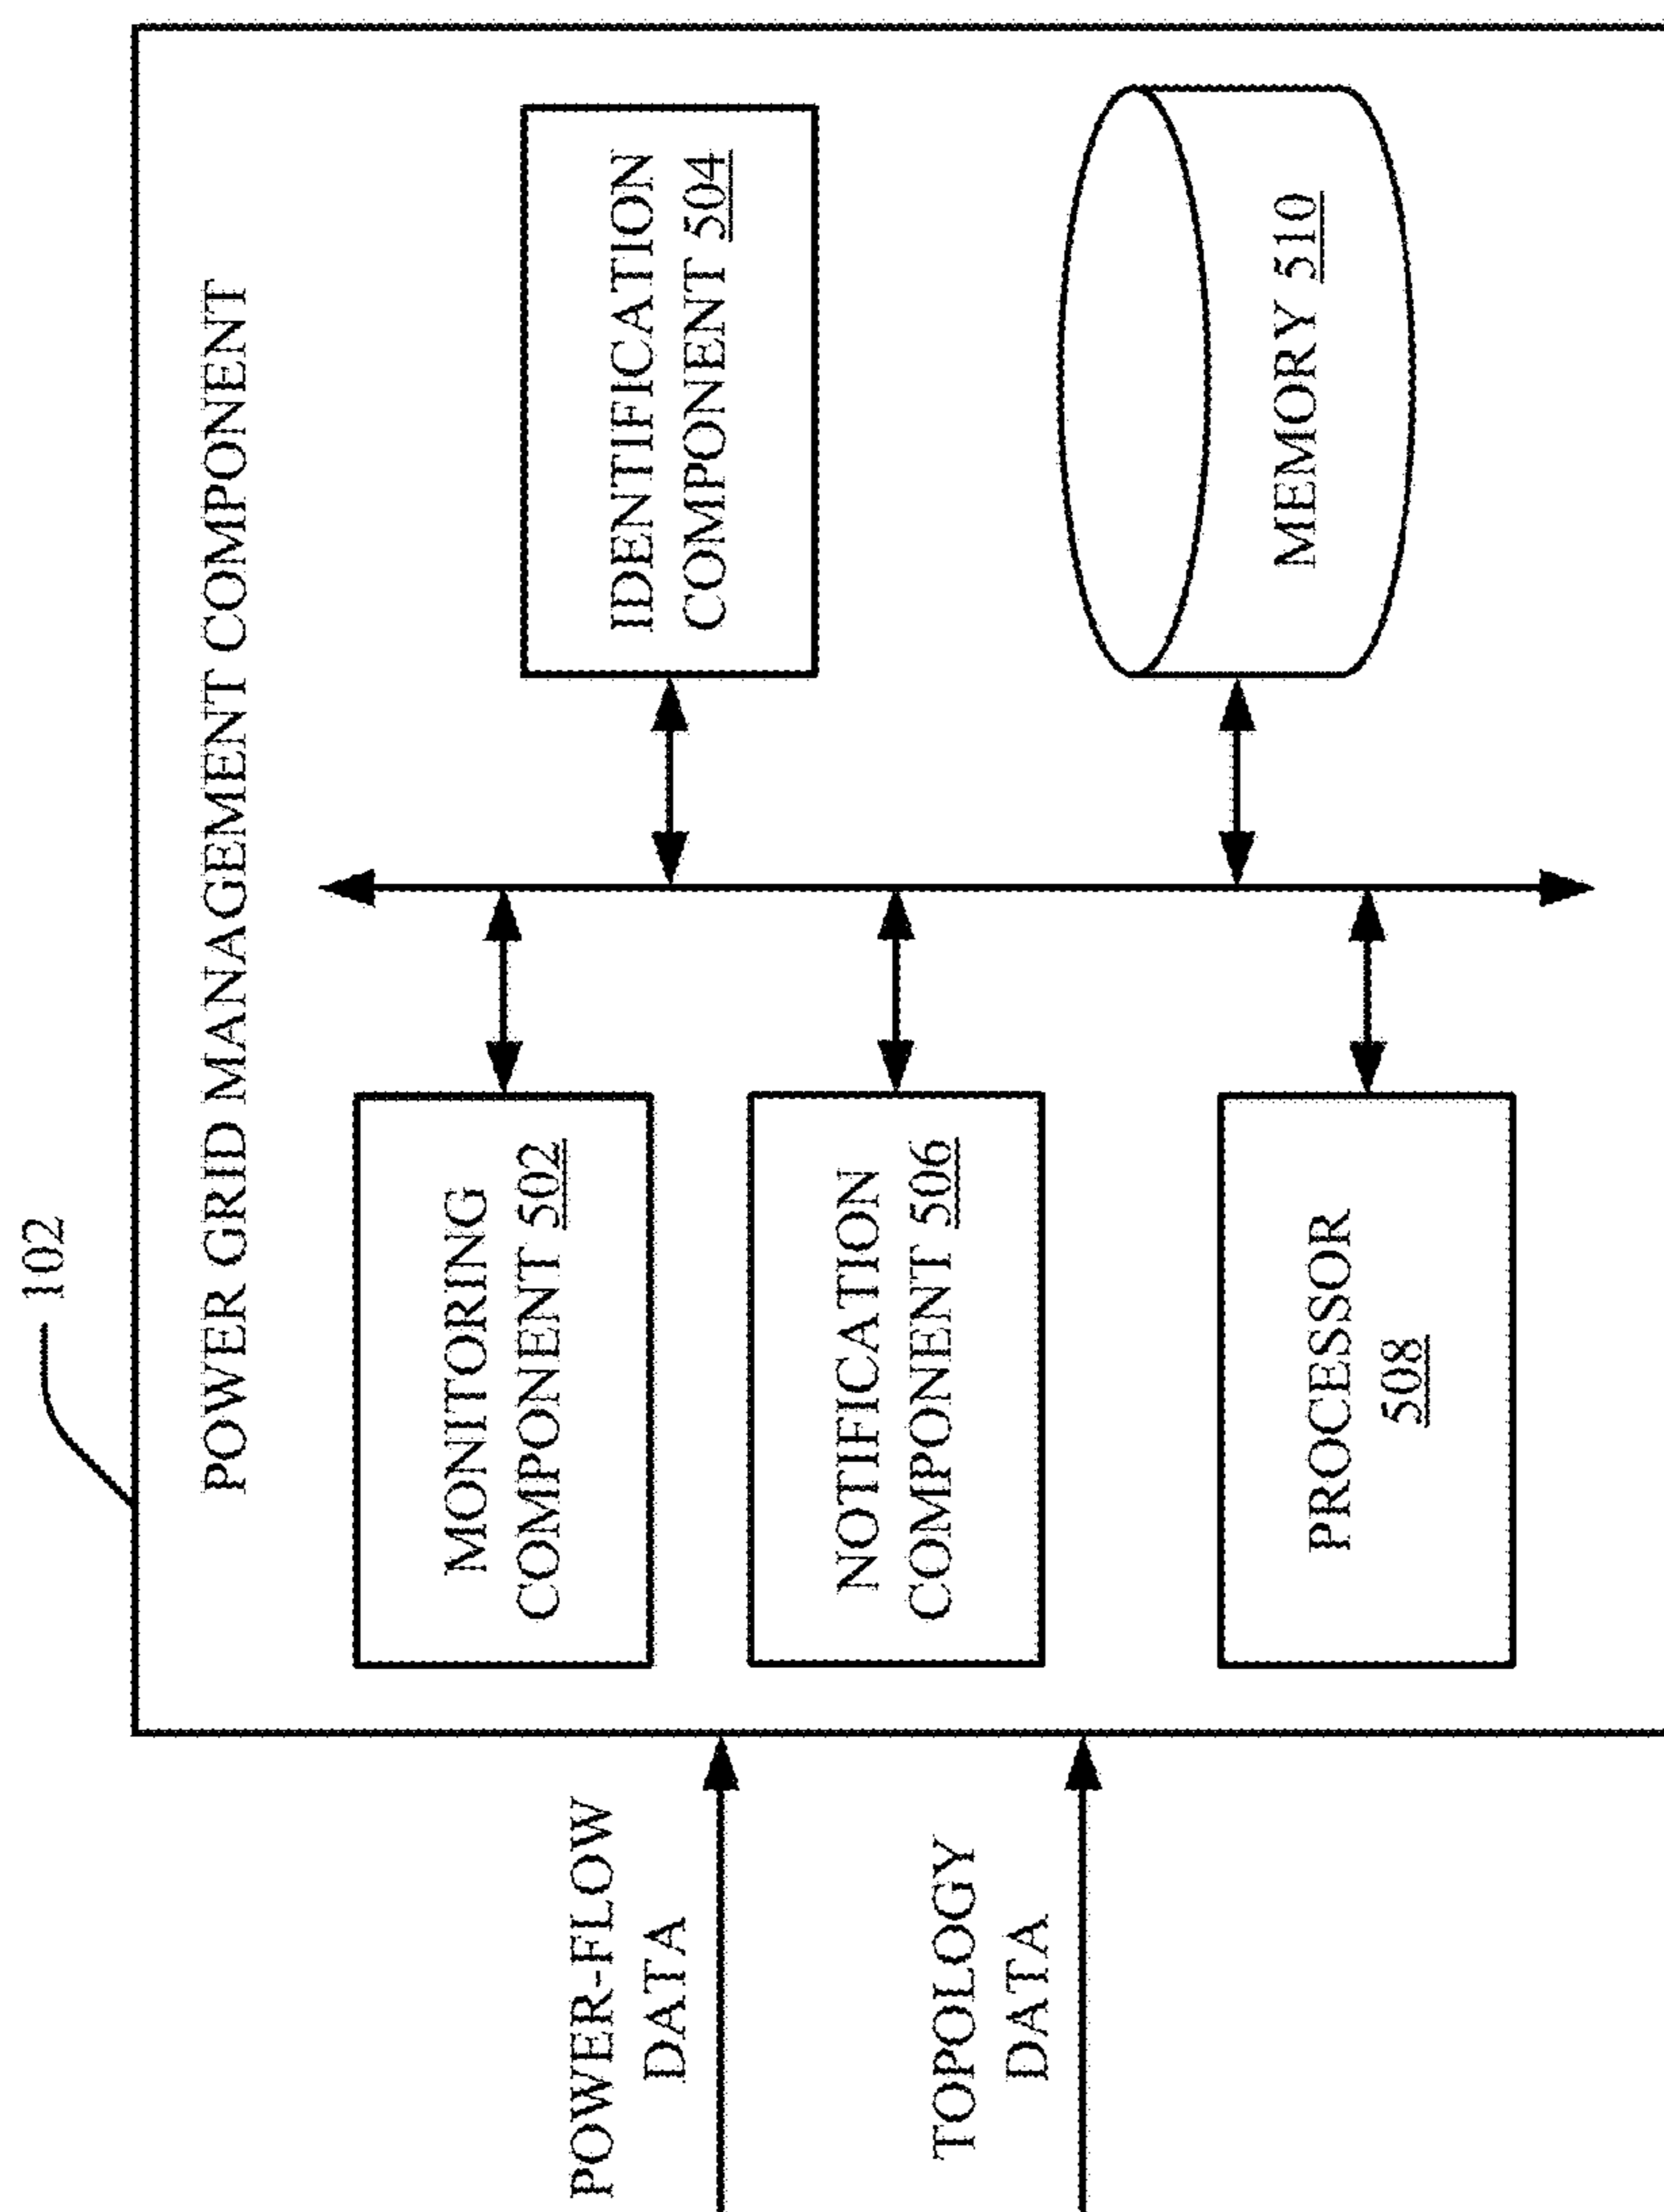 102
POWER GRID MANAGEMENT COMPONENT
MONITORING
COMPONENT 502
IDENTIFICATION
COMPONENT 504
POWER-FLOW
DATA
NOTIFICATION
COMPONENT 506
TOPOLOGY
DATA
PROCESSOR
508
MEMORY 510